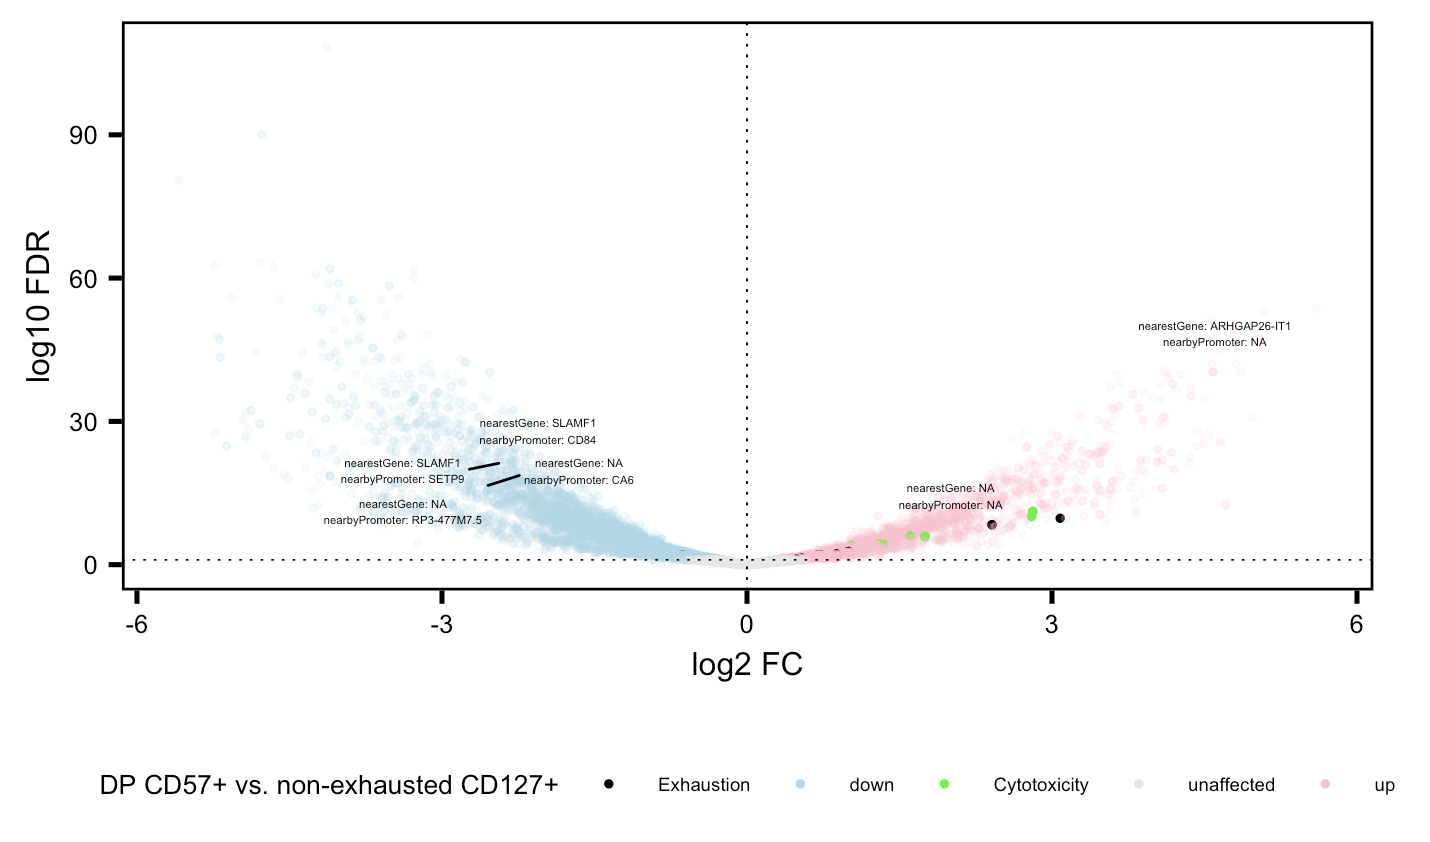 log10 FDR
90
60
30
0
nearestGene: ARHGAP26-IT1
nearbyPromoter: NA
nearestGene: SLAMF1
nearbyPromoter: CD84
nearestGene: SLAMF1
nearbyPromoter: SETP9
nearestGene: NA
nearbyPromoter: CA6
nearestGene: NA
nearbyPromoter: RP3-477M7.5
nearestGene: NA
nearbyPromoter: NA
-6
-3
0
3
6
log2 FC
DP CD57+ vs. non-exhausted CD127+ Exhaustion down Cytotoxicity unaffected up